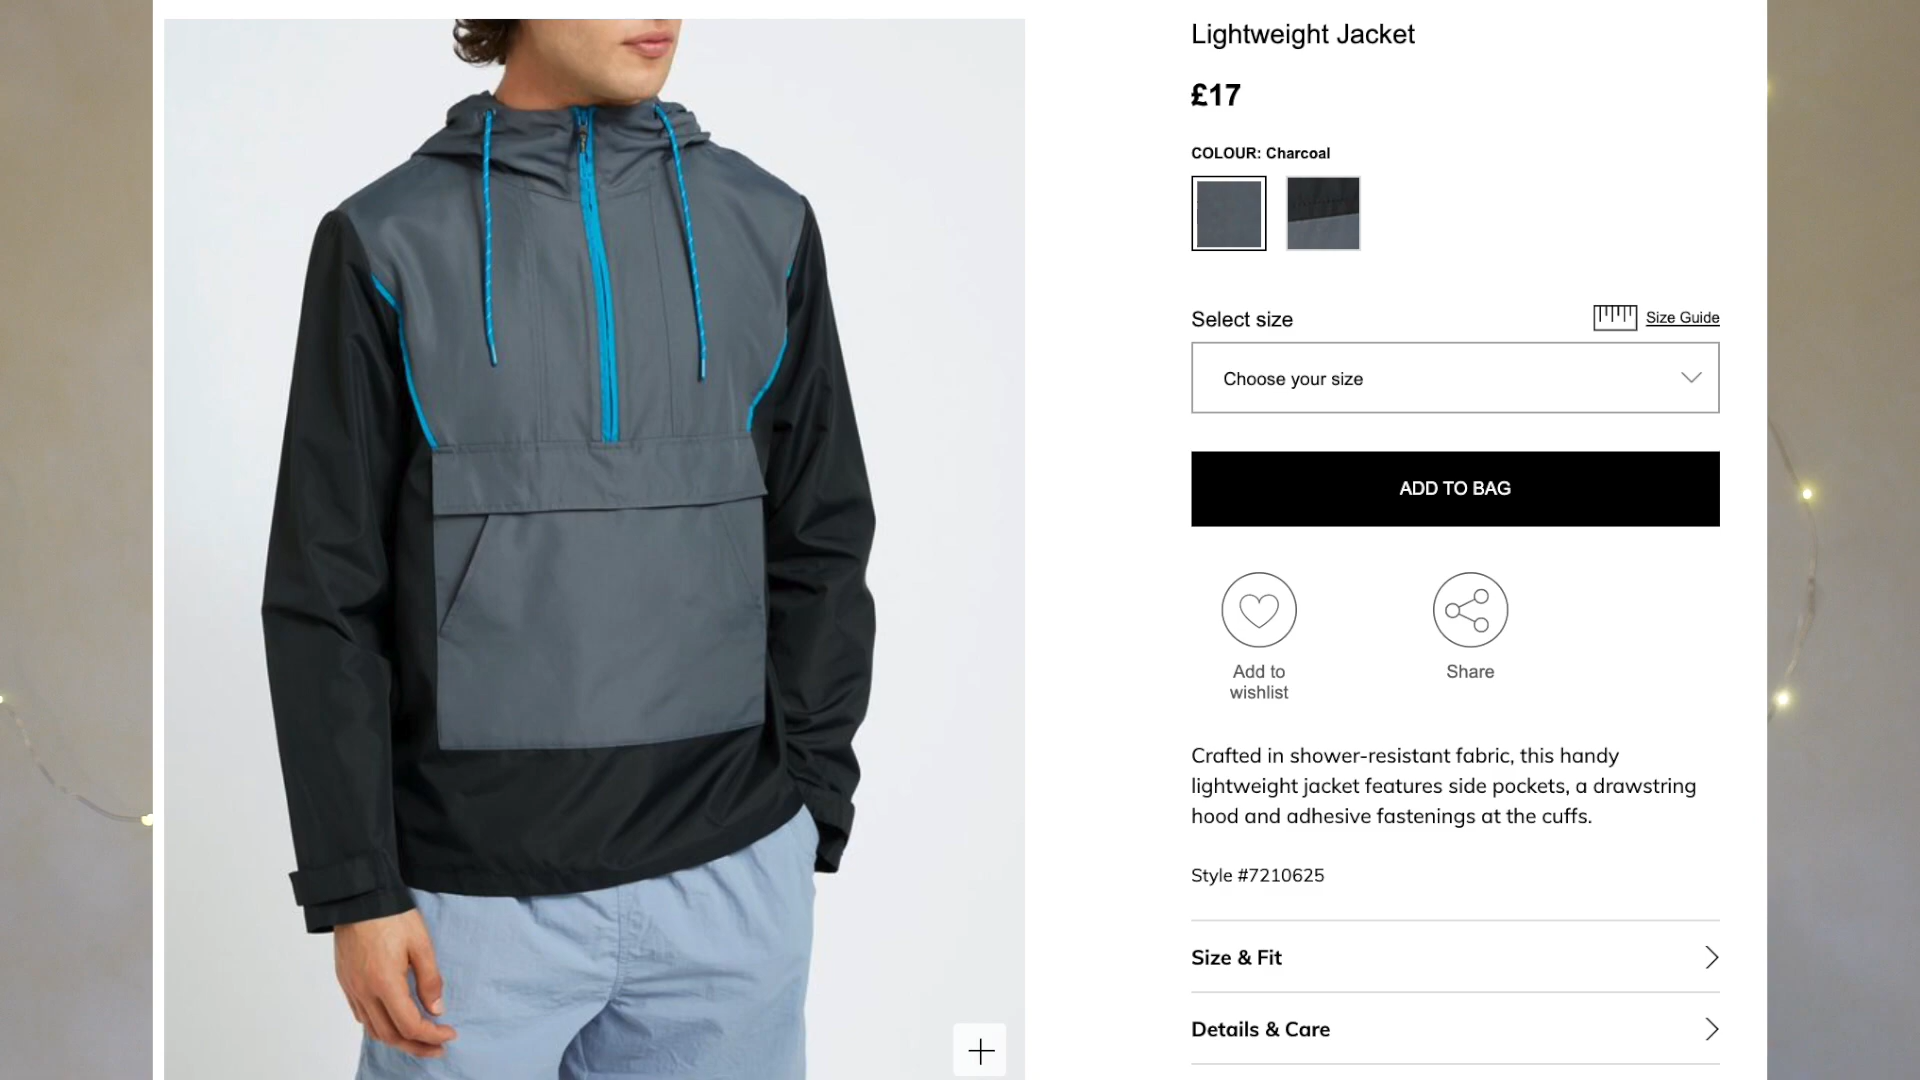 Lightweight Jacket
£17
COLOUR: Charcoal
Select size
Size Guide
Choose your size
ADD TO BAG
Add to
wishlist
Share
Crafted in shower-resistant fabric, this handy
lightweight jacket features side pockets, a drawstring
hood and adhesive fastenings at the cuffs.
Style #7210625
Size & Fit
Details & Care